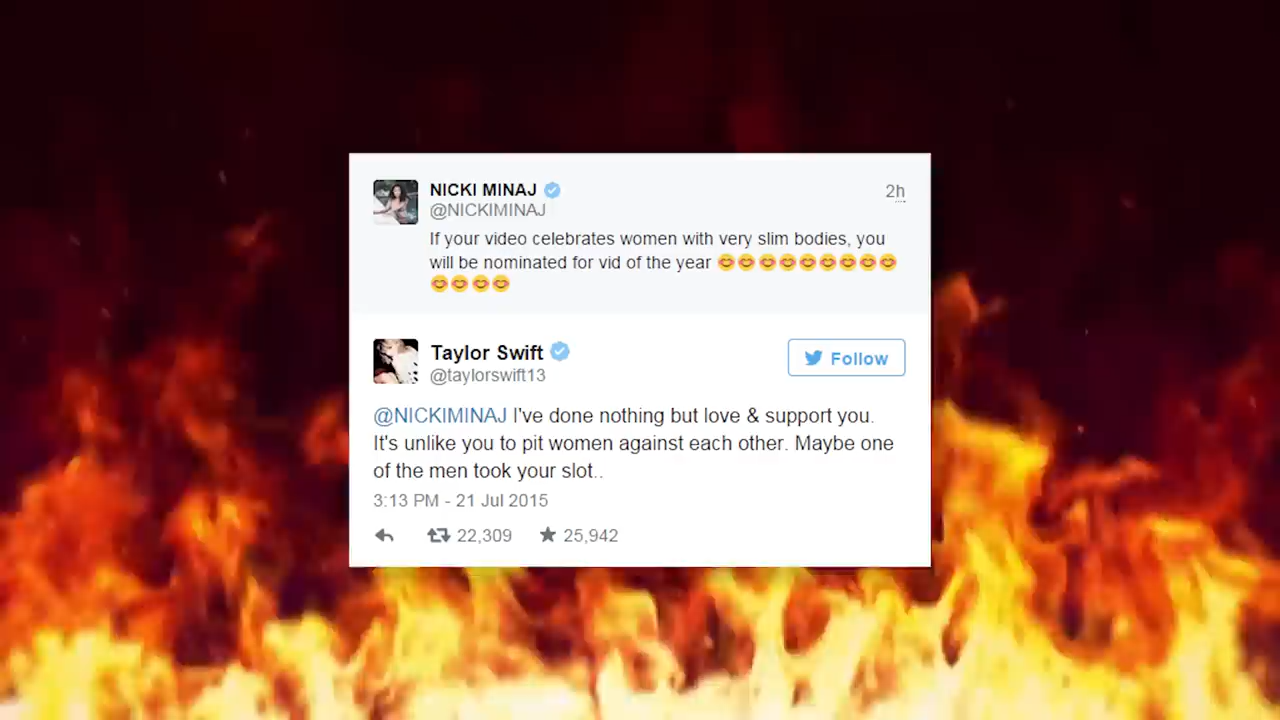 NICKI MINAJ
2h
@NICKIMINAJ
If your video celebrates women with very slim bodies, you
will be nominated for vid of the year 😊😊😊😊😊😊😊😊😊
😊😊😊😊
Taylor Swift
Follow
@taylorswift13
@NICKIMINAJ I've done nothing but love & support you.
It's unlike you to pit women against each other. Maybe one
of the men took your slot..
3:13 PM - 21 Jul 2015
22,309 25,942